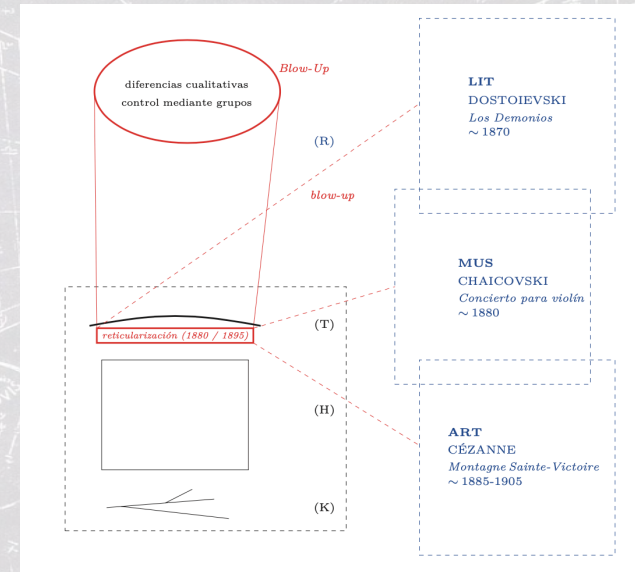 Blow-Up
diferencias cualitativas
control mediante grupos
(R)
blow-up
(T)
reticularización (1880 / 1895)
(H)
(K)
LIT
DOSTOIEVSKI
Los Demonios
∼ 1870
MUS
CHAICOVSKI
Concierto para violín
∼ 1880
ART
CÉZANNE
Montagne Sainte-Victoire
∼ 1885-1905